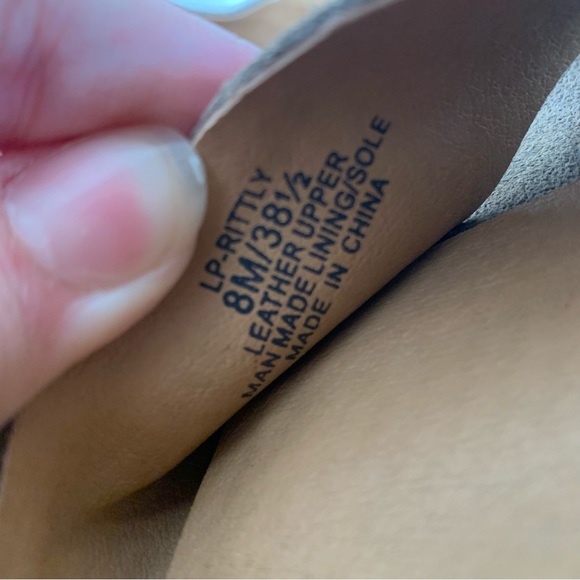 LP-RITTLY
8M/38½
LEATHER UPPER
MAN MADE LINING/SOLE
MADE IN CHINA